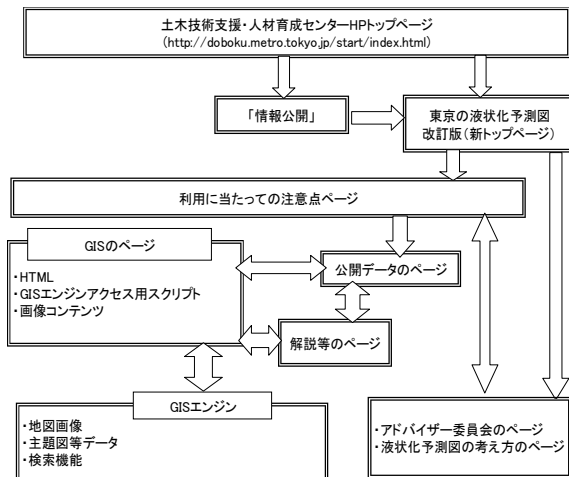 土木技術支援・人材育成センターHPトップページ
(http://doboku.metro.tokyo.jp/start/index.html)
「情報公開」
東京の液状化予測図
改訂版(新トップページ)
利用に当たっての注意点ページ
GISのページ
・HTML
・GISエンジンアクセス用スクリプト
・画像コンテンツ
公開データのページ
解説等のページ
GISエンジン
・地図画像
・主題図等データ
・検索機能
・アドバイザー委員会のページ
・液状化予測図の考え方のページ